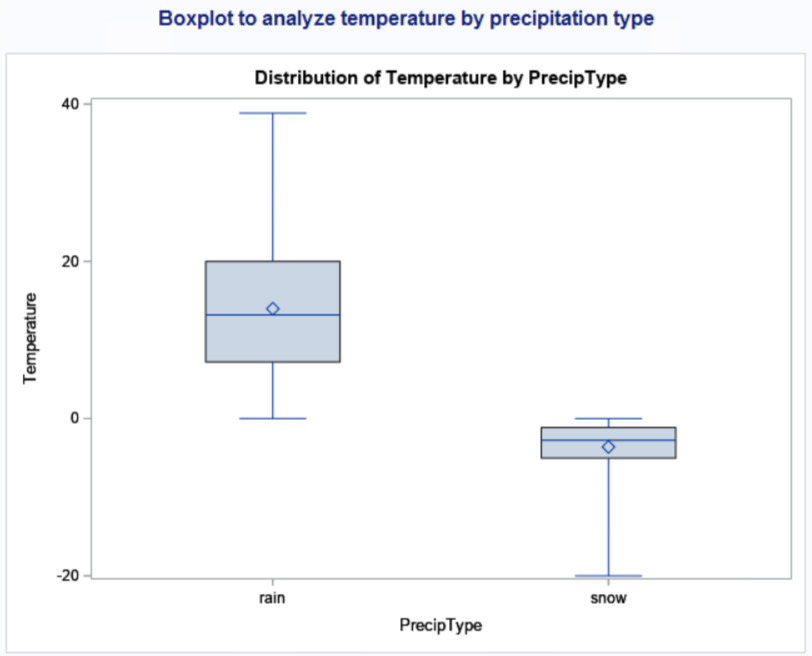 Boxplot to analyze temperature by precipitation type
Distribution of Temperature by PrecipType
40
20
0
-20
Temperature
rain
snow
PrecipType